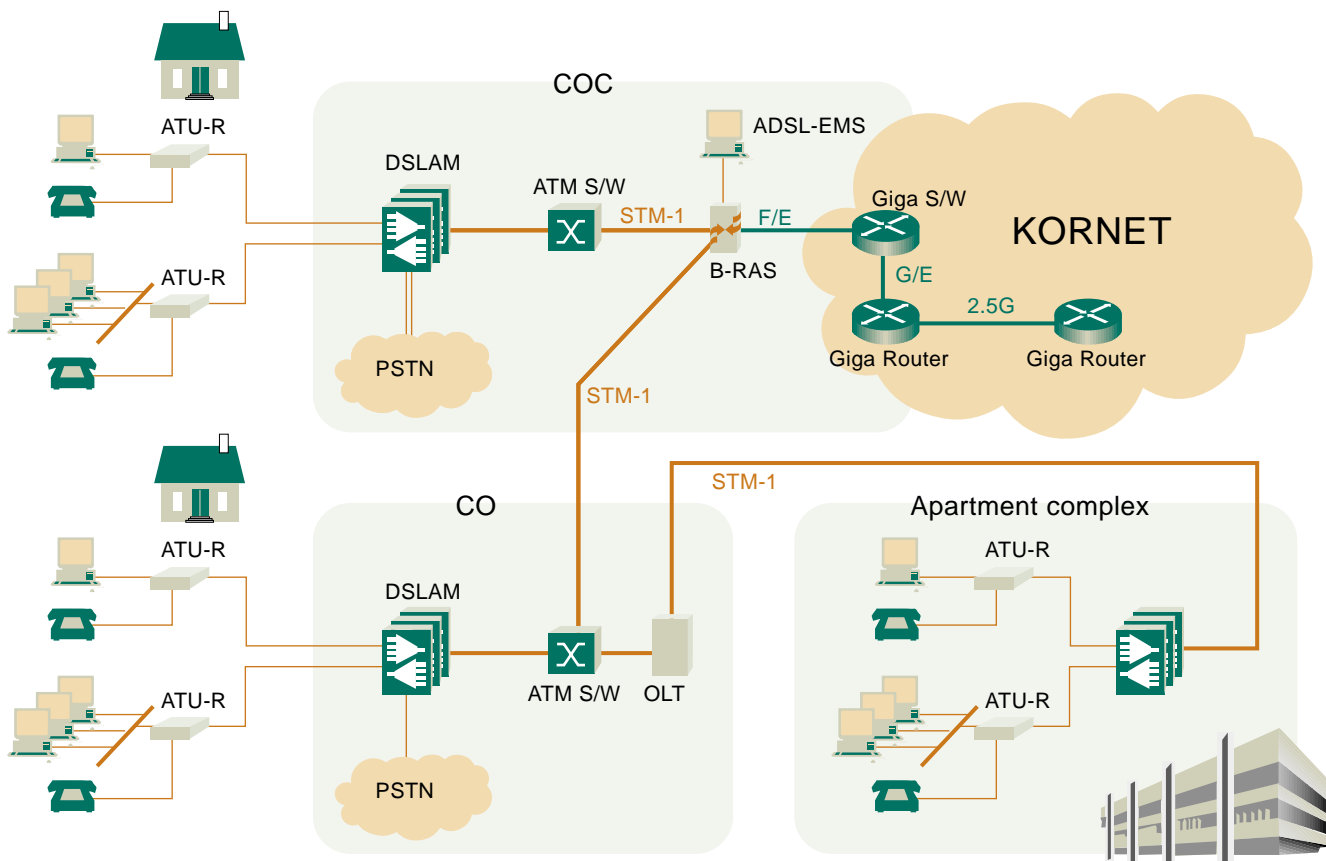 COC
ATU-R
ADSL-EMS
DSLAM
ATM S/W
Giga S/W
STM-1
F/E
KORNET
B-RAS
ATU-R
G/E
2.5G
Giga Router
Giga Router
PSTN
STM-1
STM-1
CO
Apartment complex
ATU-R
ATU-R
DSLAM
ATM S/W
OLT
ATU-R
ATU-R
PSTN